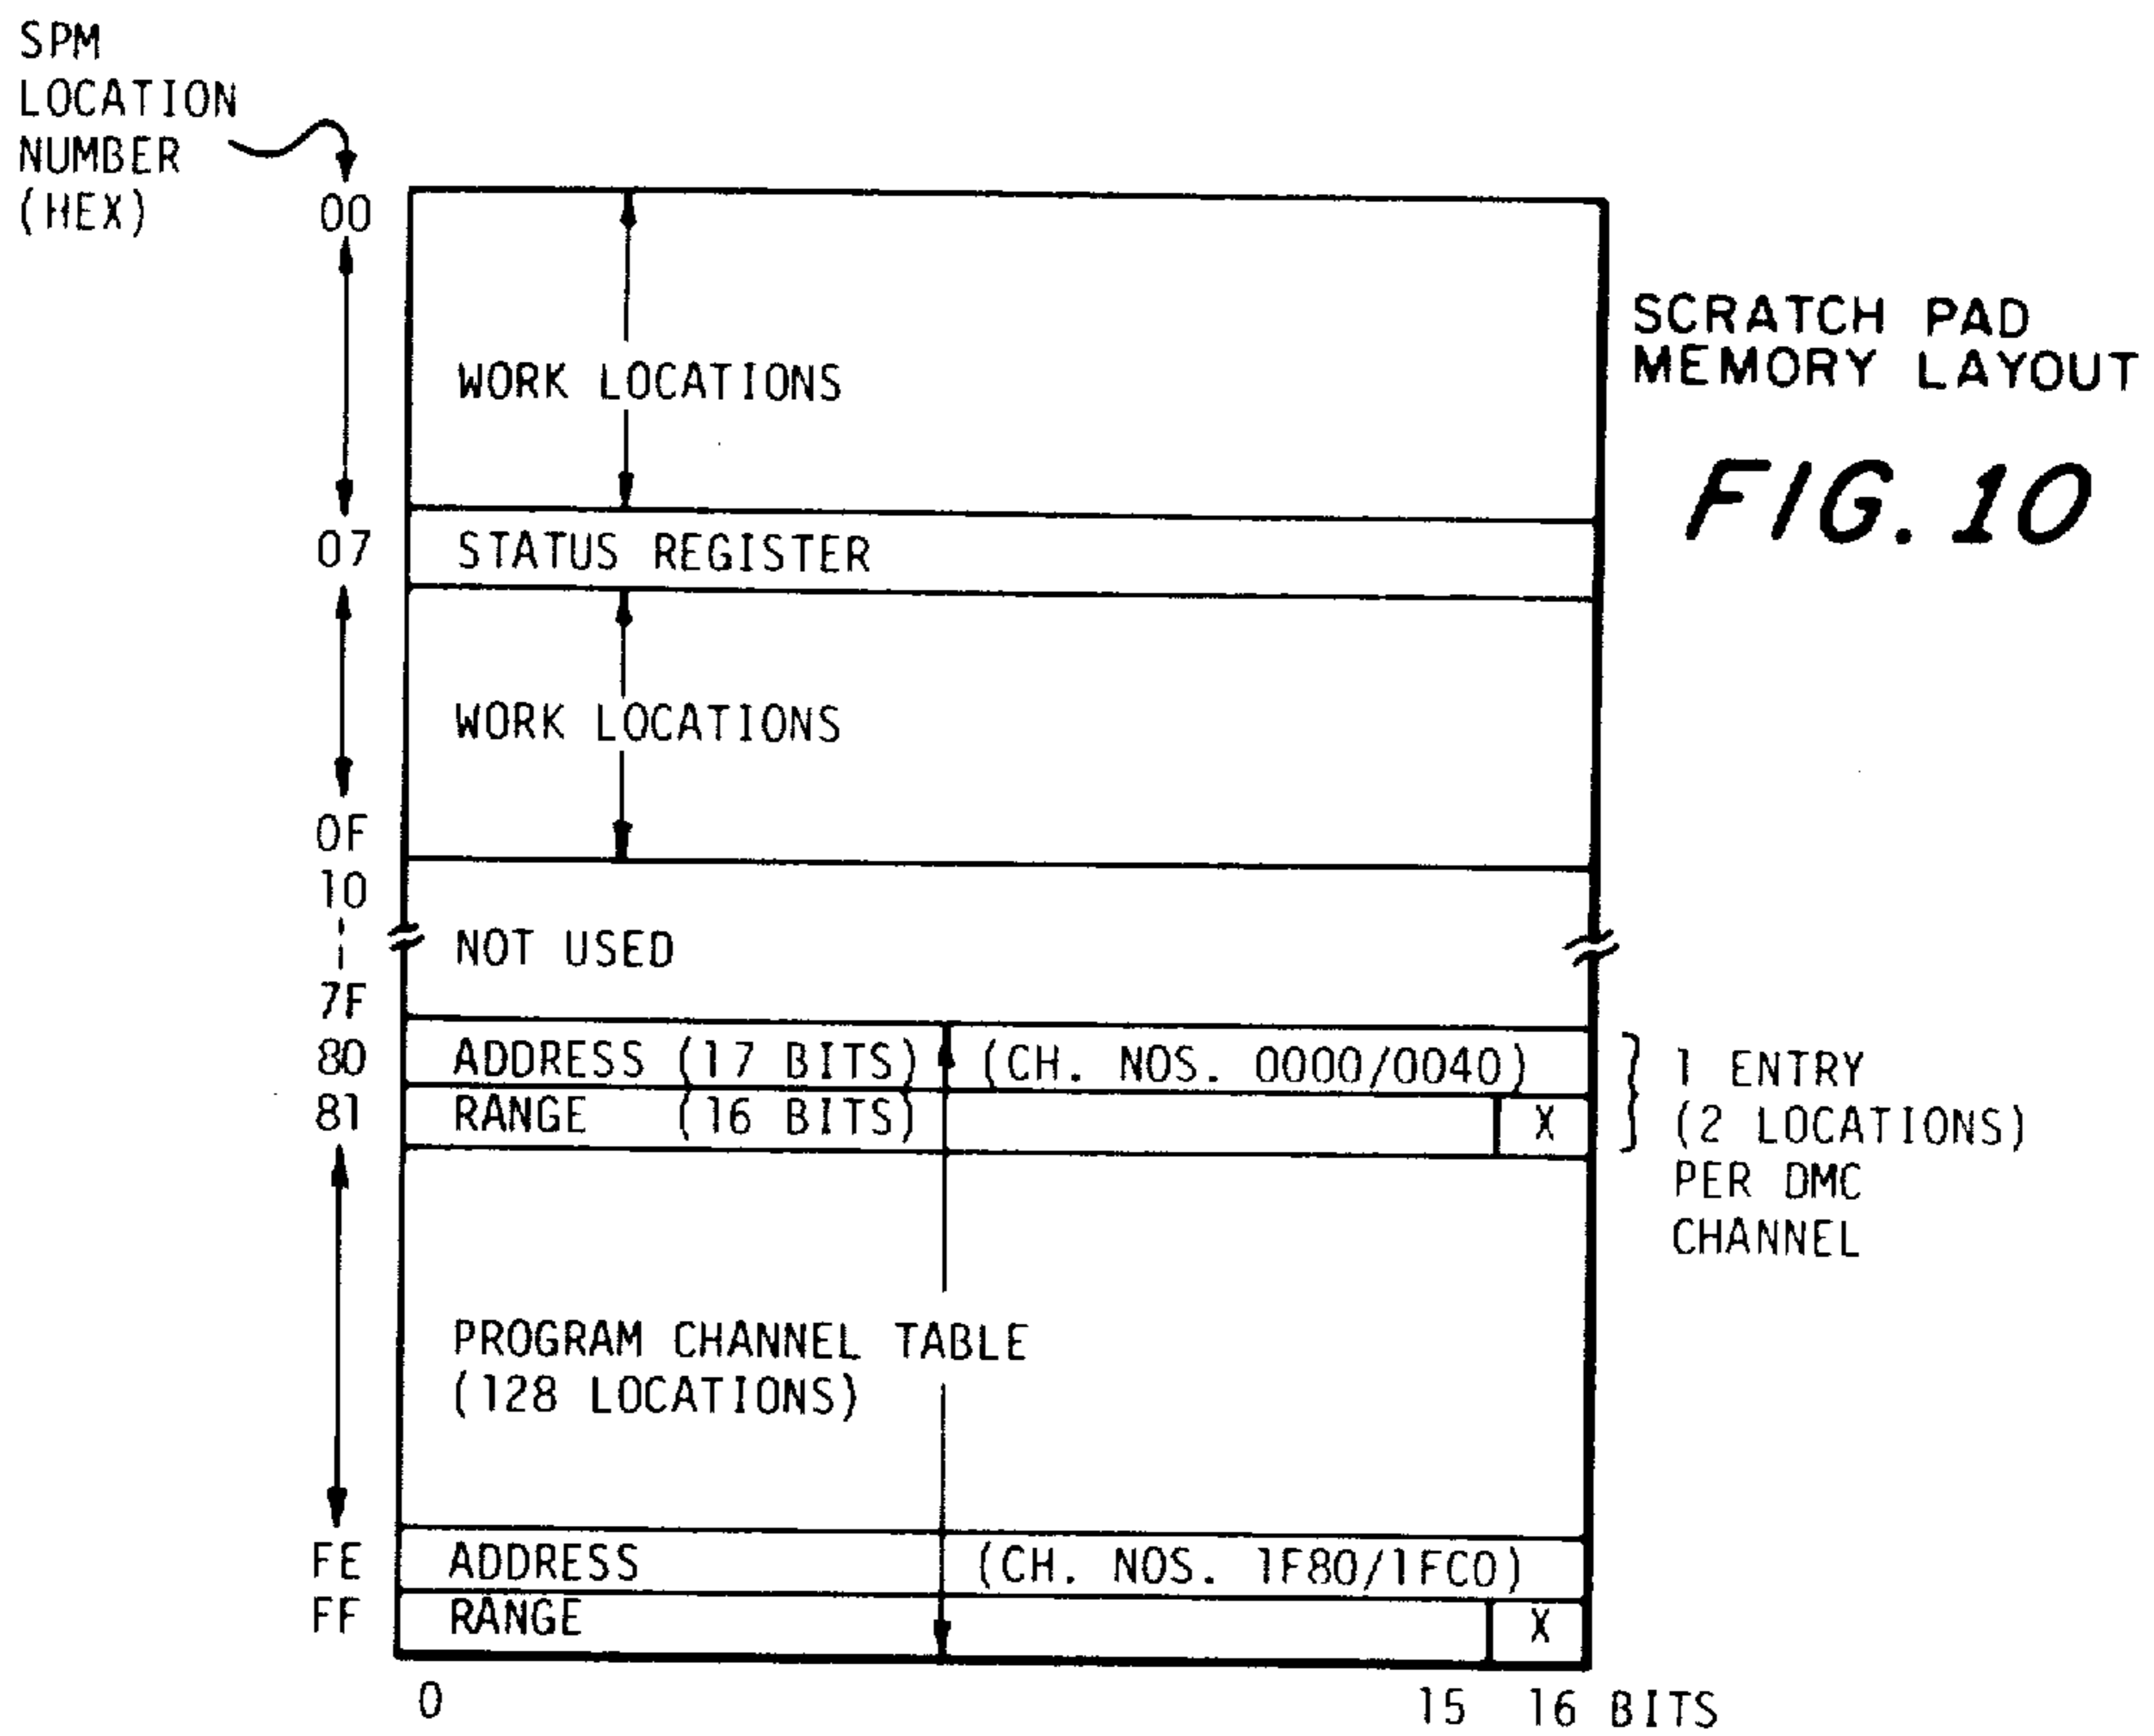 SPM
LOCATION
NUMBER
(HEX)
00
SCRATCH PAD
MEMORY LAYOUT
FIG. 10
WORK LOCATIONS
07 STATUS REGISTER
WORK LOCATIONS
0F
10
NOT USED
7F
80 ADDRESS (17 BITS) (CH. NOS. 0000/0040)
81 RANGE (16 BITS) X
1 ENTRY
(2 LOCATIONS)
PER DMC
CHANNEL
PROGRAM CHANNEL TABLE
(128 LOCATIONS)
FE ADDRESS (CH. NOS. 1F80/1FC0)
FF RANGE X
0 15 16 BITS